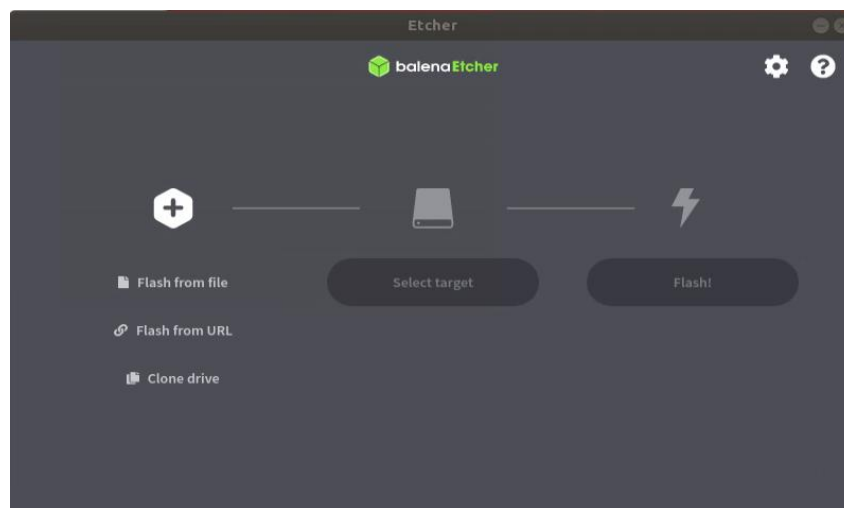 Etcher
balenaEtcher
Flash from file
Select target
Flash!
Flash from URL
Clone drive